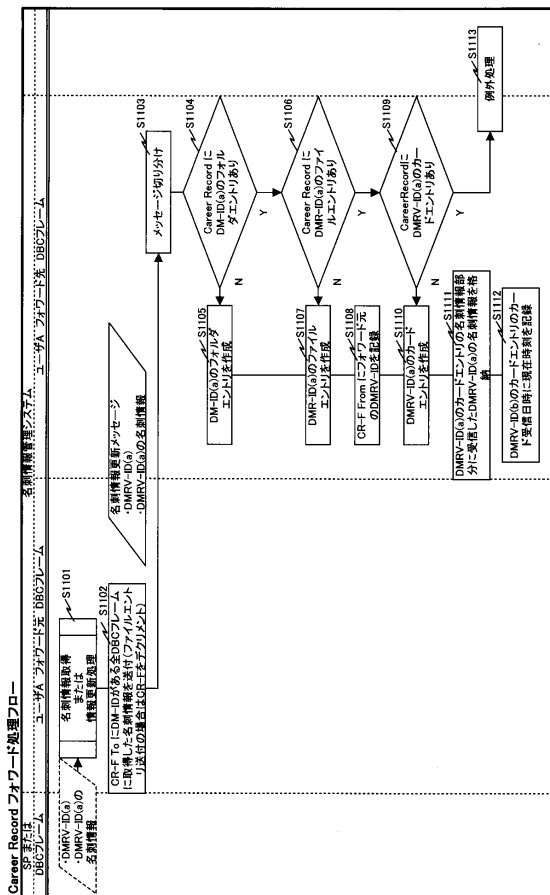 Career Record フォワード処理フロー
名刺情報管理システム
SP または
DBCフレーム
ユーザA フォワード元 DBCフレーム
ユーザA フォワード先 DBCフレーム
・DMRV-ID(a)
・DMRV-ID(a)の
名刺情報
S1101
名刺情報取得
または
情報更新処理
S1102
CR-F To にDM-IDがある全DBCフレーム
に取得した名刺情報を送付(ファイルエント
リ送付の場合はCR-Fをデクリメント)
名刺情報更新メッセージ
・DMRV-ID(a)
・DMRV-ID(a)の名刺情報
S1103
メッセージ切り分け
S1104
Career Record に
DM-ID(a)のフォル
ダエントリあり
N
Y
S1105
DM-ID(a)のフォルダ
エントリを作成
S1106
Career Record に
DMR-ID(a)のファイ
ルエントリあり
N
Y
S1107
DMR-ID(a)のファイル
エントリを作成
S1108
CR-F From にフォワード元
のDMRV-IDを記録
S1109
CareerRecordに
DMRV-ID(a)のカー
ドエントリあり
N
Y
S1110
DMRV-ID(a)のカード
エントリを作成
S1111
DMRV-ID(a)のカードエントリの名刺情報部
分に受信したDMRV-ID(a)の名刺情報を格
納
S1112
DMRV-ID(b)のカードエントリのカー
ド受信日時に現在時刻を記録
S1113
例外処理